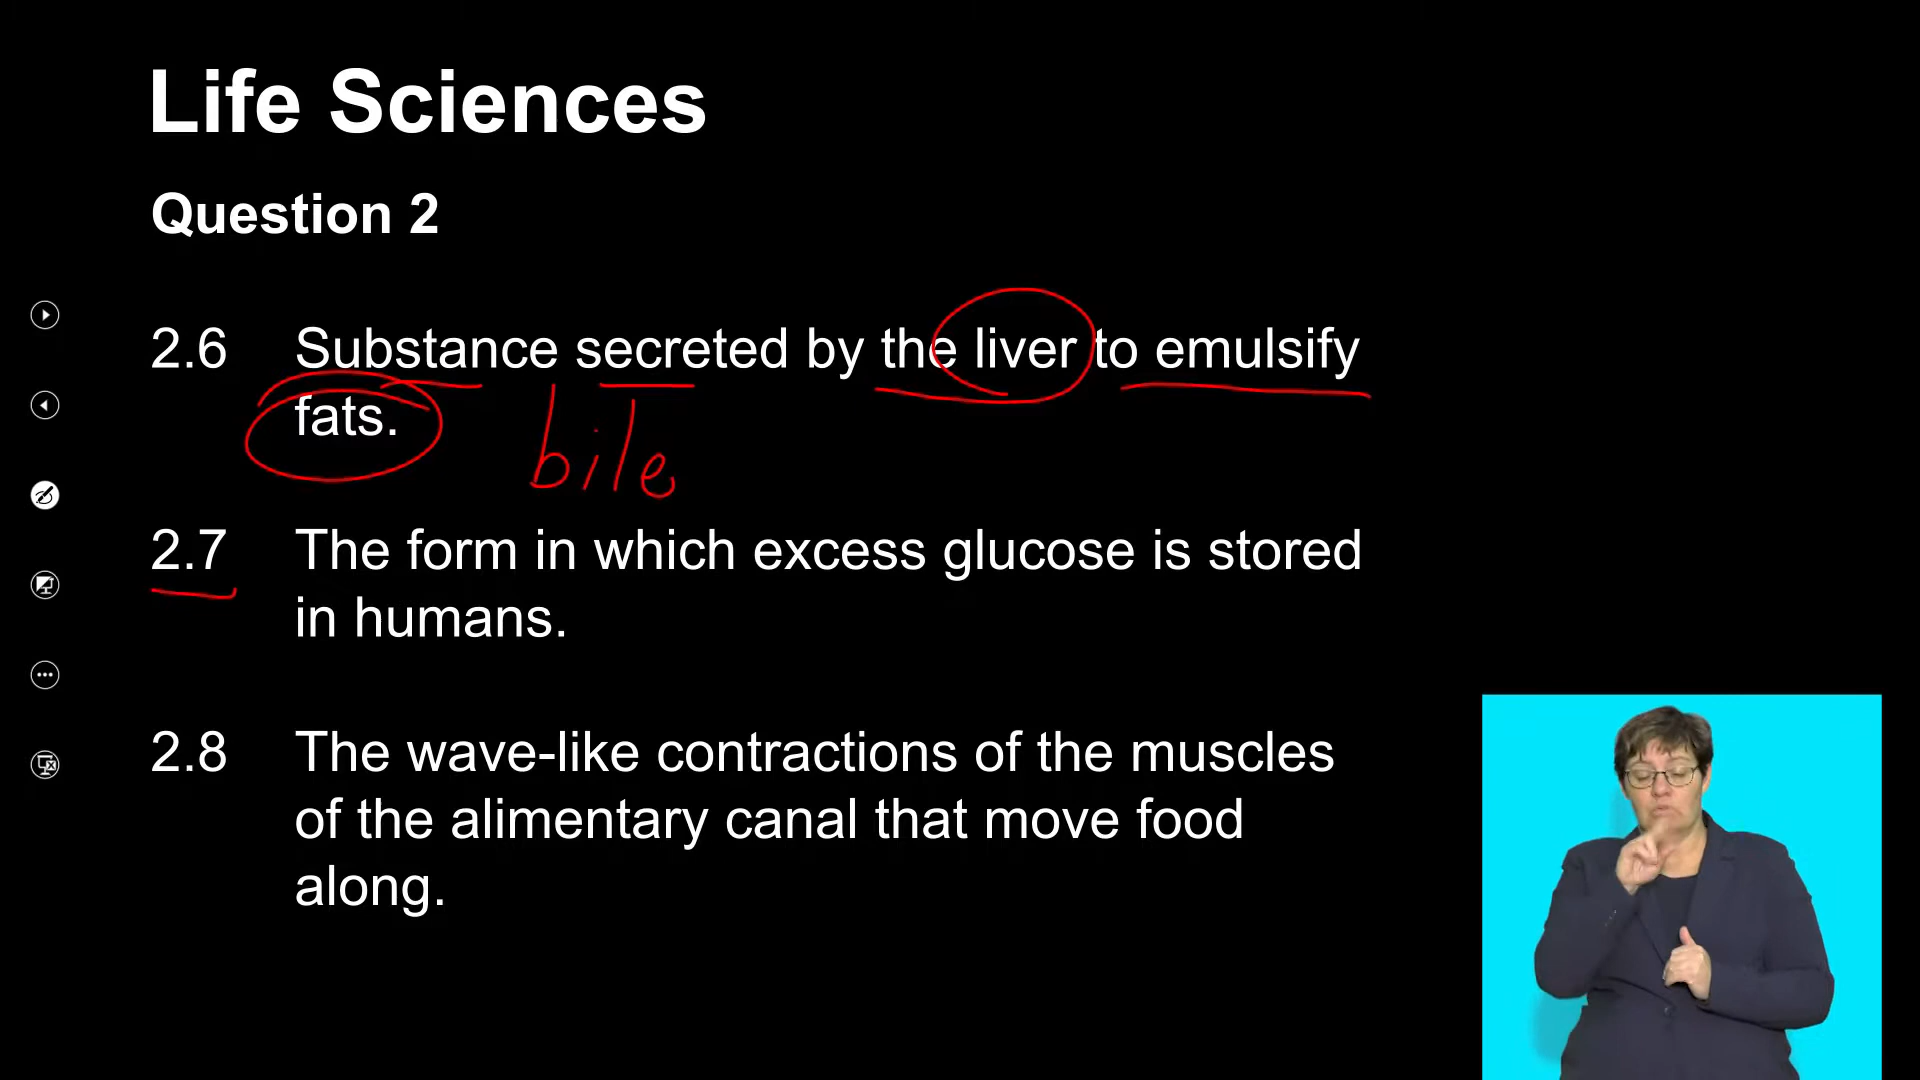 Life Sciences
Question 2
2.6 Substance secreted by the liver to emulsify
fats.
bile
2.7 The form in which excess glucose is stored
in humans.
2.8 The wave-like contractions of the muscles
of the alimentary canal that move food
along.